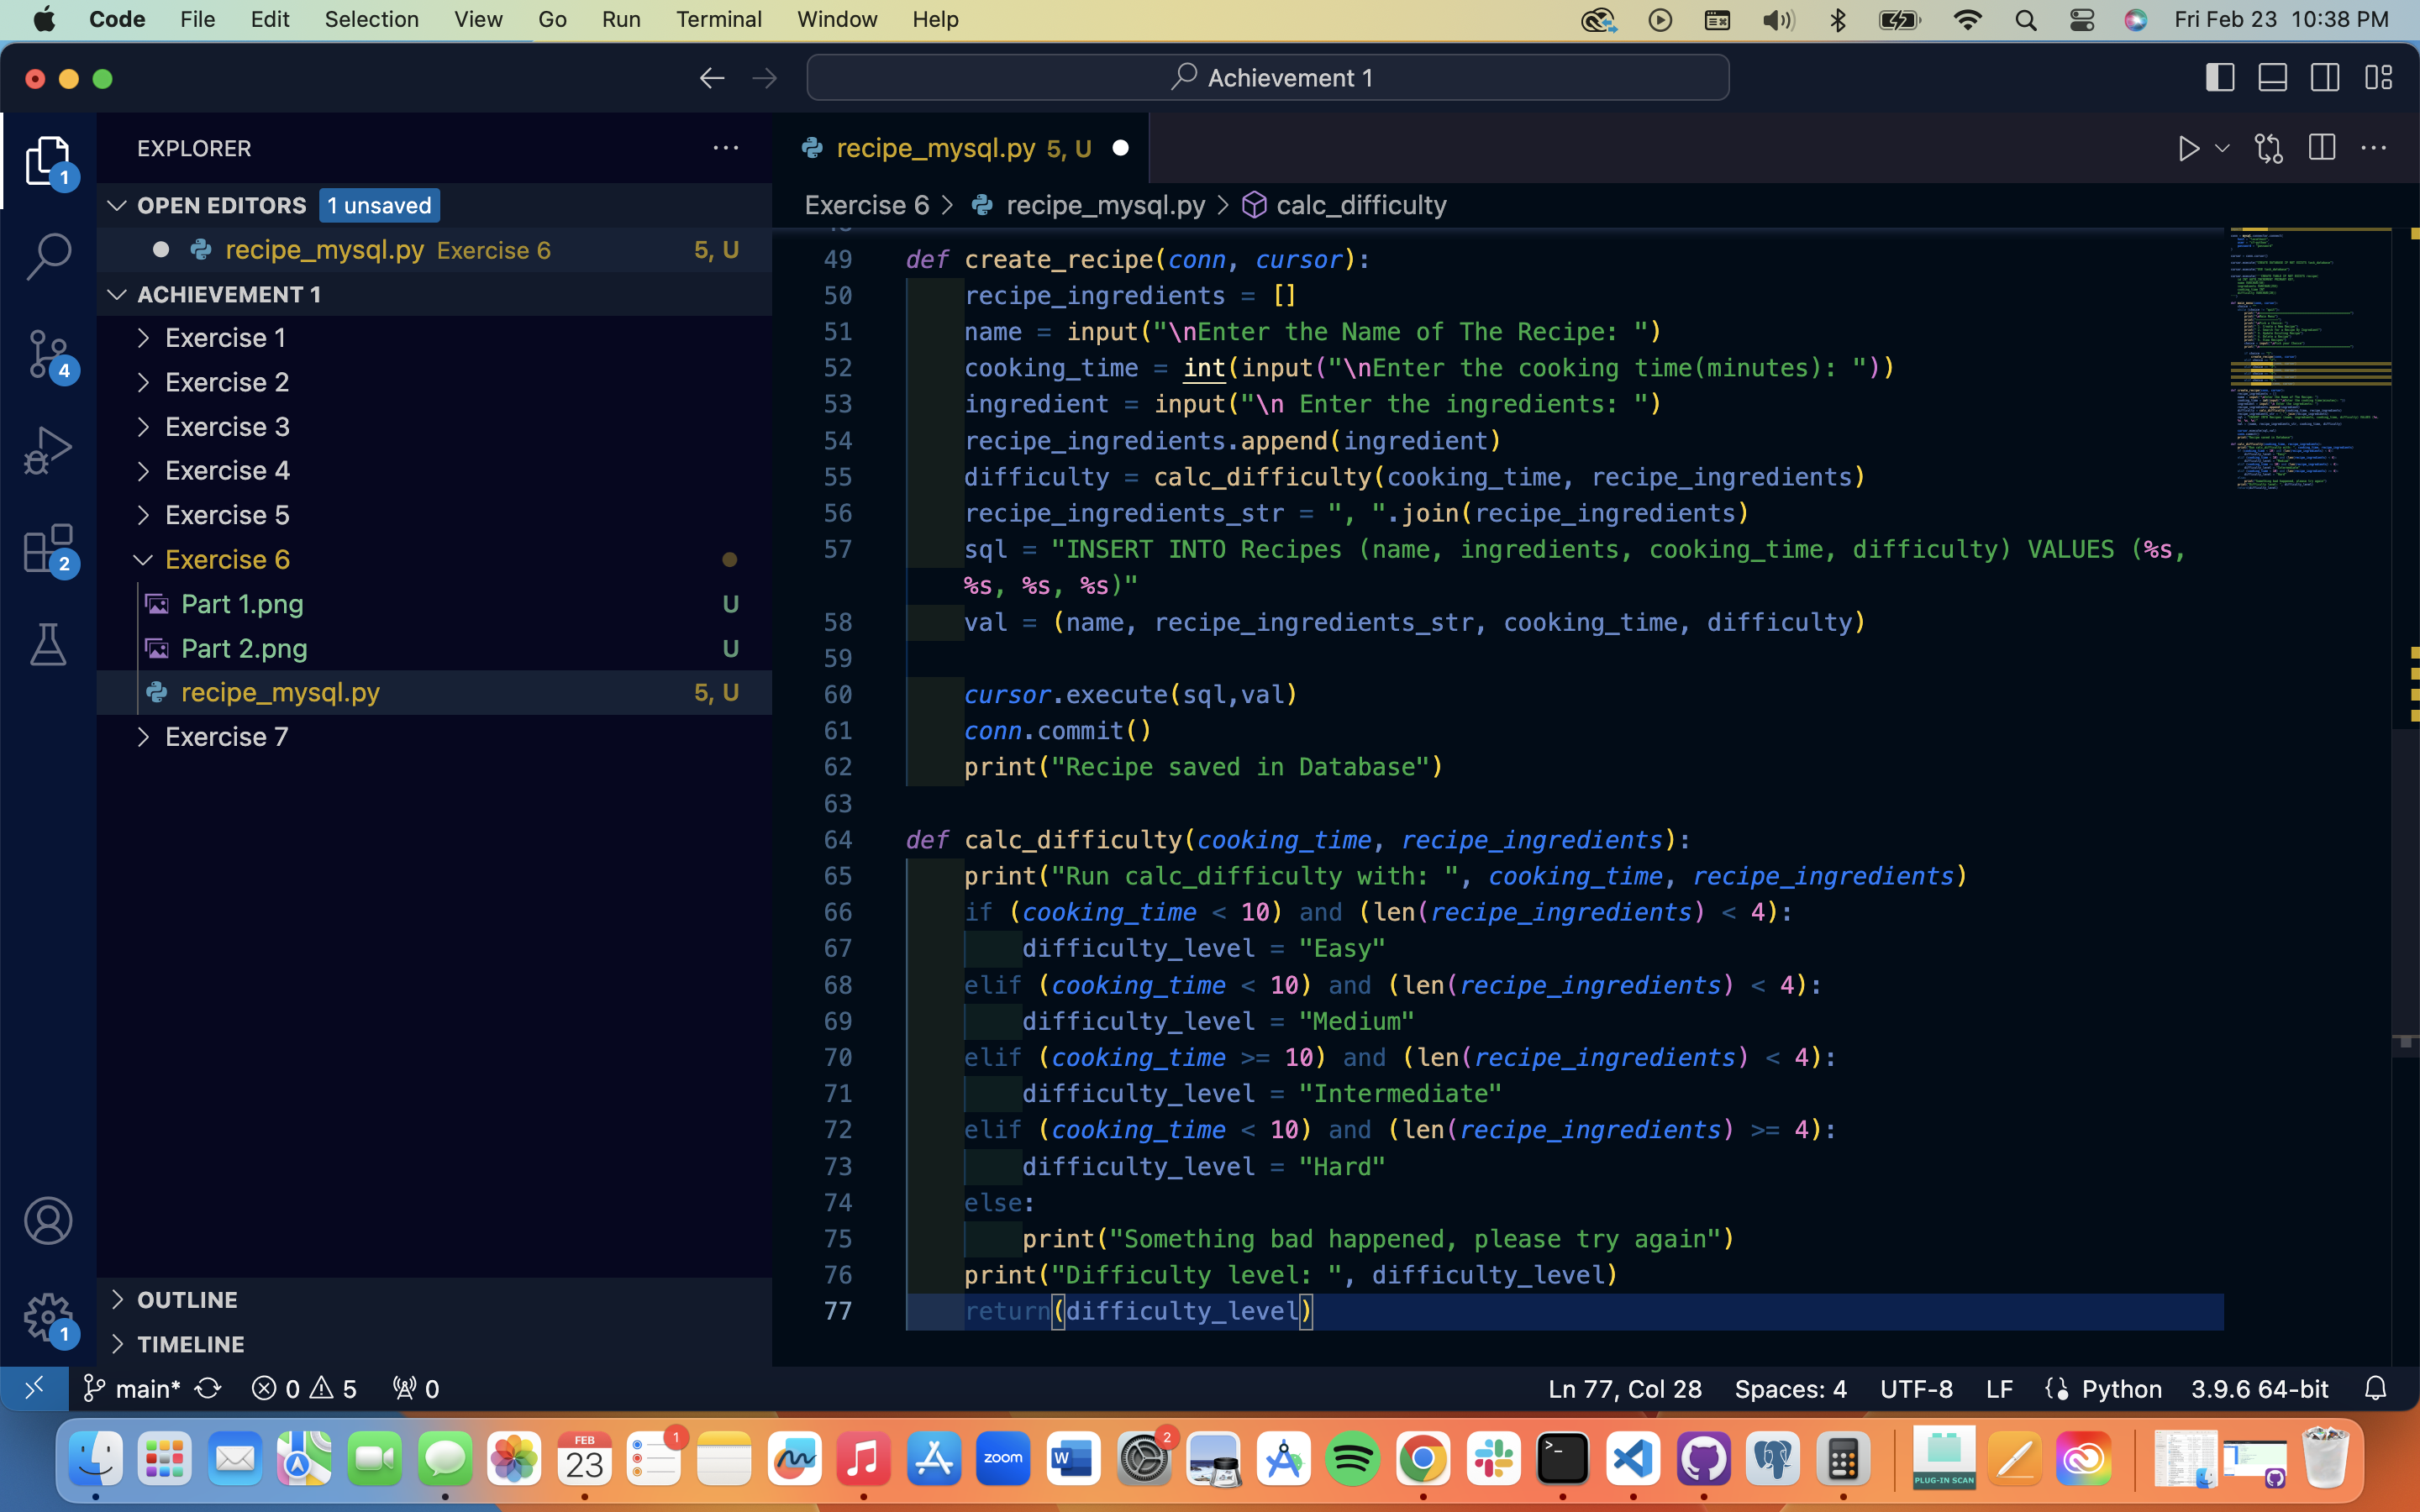 Code File Edit Selection View Go Run Terminal Window Help Fri Feb 23 10:38 PM
Achievement 1
EXPLORER
1
OPEN EDITORS 1 unsaved
recipe_mysql.py Exercise 6 5, U
ACHIEVEMENT 1
Exercise 1
4
Exercise 2
Exercise 3
Exercise 4
Exercise 5
2
Exercise 6
Part 1.png U
Part 2.png U
recipe_mysql.py 5, U
Exercise 7
OUTLINE
1
TIMELINE
recipe_mysql.py 5, U
Exercise 6 > recipe_mysql.py > calc_difficulty
49 def create_recipe(conn, cursor):
50 recipe_ingredients = []
51 name = input("\nEnter the Name of The Recipe: ")
52 cooking_time = int(input("\nEnter the cooking time(minutes): "))
53 ingredient = input("\n Enter the ingredients: ")
54 recipe_ingredients.append(ingredient)
55 difficulty = calc_difficulty(cooking_time, recipe_ingredients)
56 recipe_ingredients_str = ", ".join(recipe_ingredients)
57 sql = "INSERT INTO Recipes (name, ingredients, cooking_time, difficulty) VALUES (%s,
%s, %s, %s)"
58 val = (name, recipe_ingredients_str, cooking_time, difficulty)
59
60 cursor.execute(sql,val)
61 conn.commit()
62 print("Recipe saved in Database")
63
64 def calc_difficulty(cooking_time, recipe_ingredients):
65 print("Run calc_difficulty with: ", cooking_time, recipe_ingredients)
66 if (cooking_time < 10) and (len(recipe_ingredients) < 4):
67 difficulty_level = "Easy"
68 elif (cooking_time < 10) and (len(recipe_ingredients) < 4):
69 difficulty_level = "Medium"
70 elif (cooking_time >= 10) and (len(recipe_ingredients) < 4):
71 difficulty_level = "Intermediate"
72 elif (cooking_time < 10) and (len(recipe_ingredients) >= 4):
73 difficulty_level = "Hard"
74 else:
75 print("Something bad happened, please try again")
76 print("Difficulty level: ", difficulty_level)
77 return(difficulty_level)
main* 0 5 0 Ln 77, Col 28 Spaces: 4 UTF-8 LF Python 3.9.6 64-bit
FEB
23
1
zoom
W
2
PLUG-IN SCAN